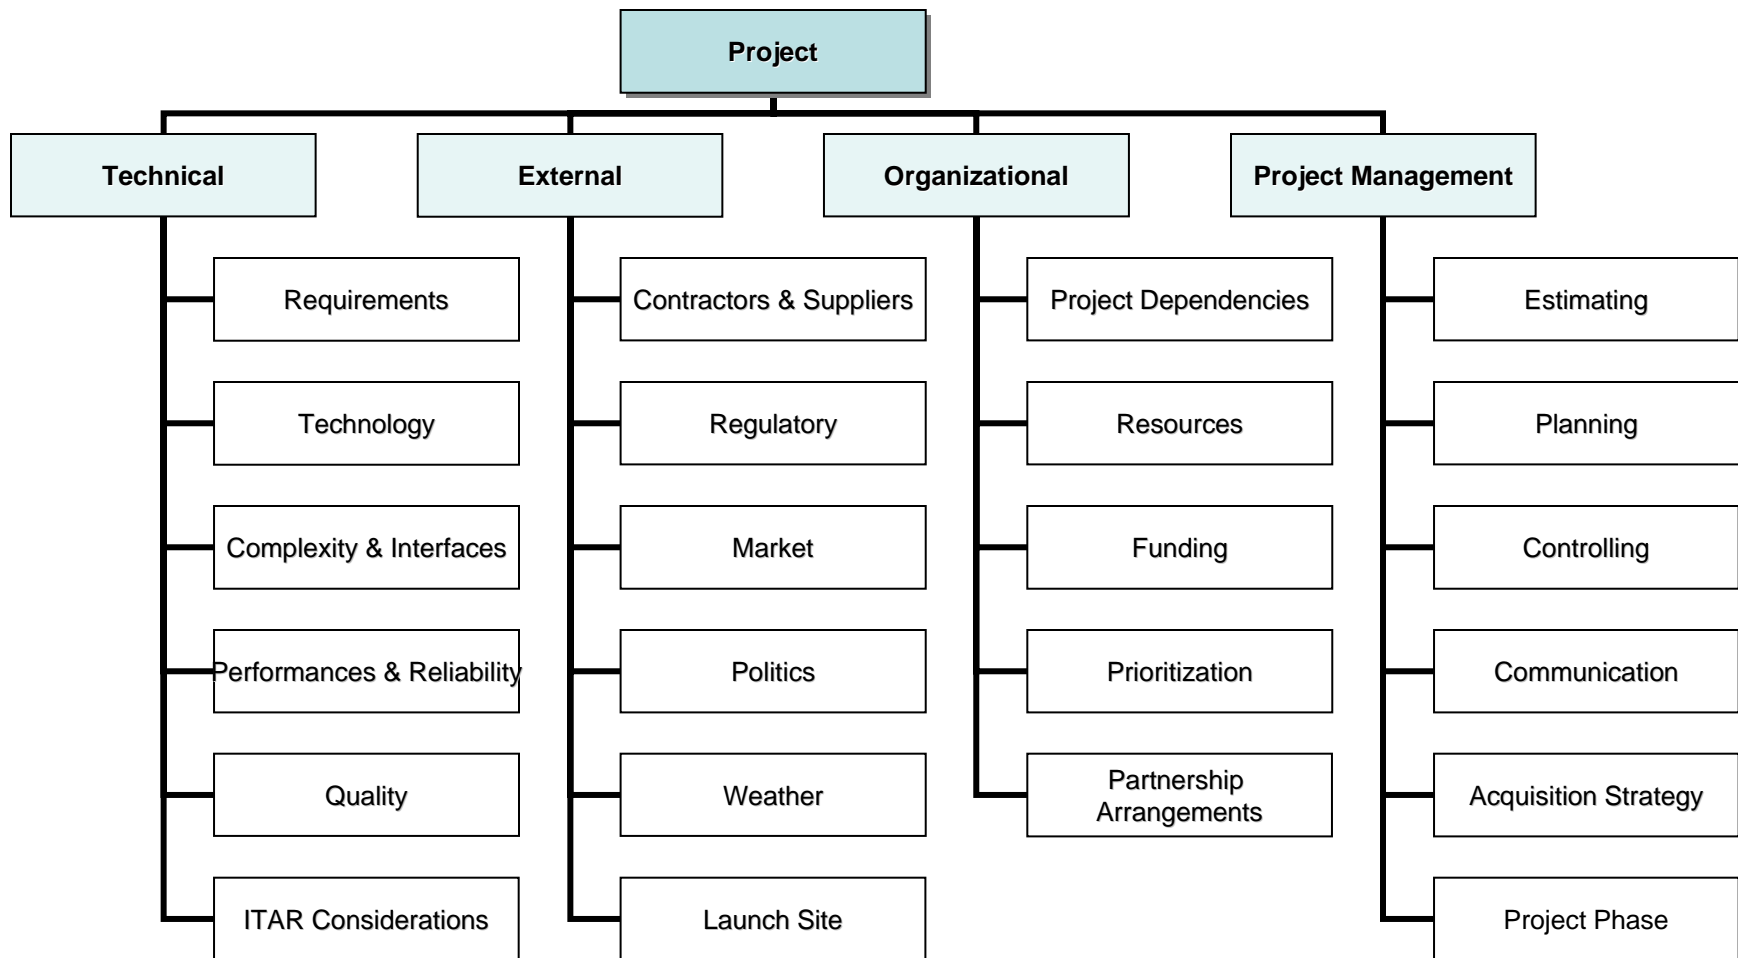 Project
Technical
External
Organizational
Project Management
Requirements
Contractors & Suppliers
Project Dependencies
Estimating
Technology
Regulatory
Resources
Planning
Complexity & Interfaces
Market
Funding
Controlling
Performances & Reliability
Politics
Prioritization
Communication
Quality
Weather
Partnership
Arrangements
Acquisition Strategy
ITAR Considerations
Launch Site
Project Phase